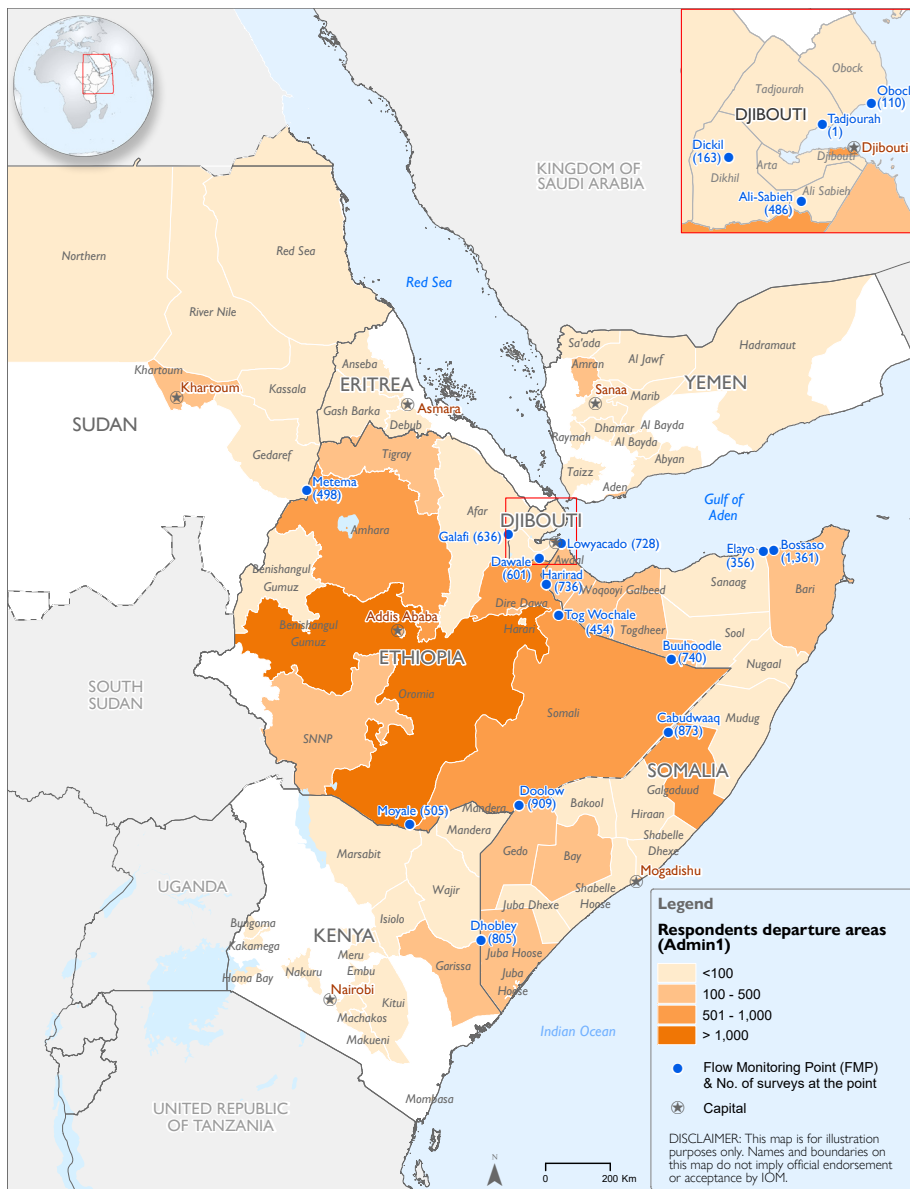 KINGDOM OF
SAUDI ARABIA
Obock
Tadjourah
Obock
(110)
DJIBOUTI
Tadjourah
(1)
Djibouti
Dickil
(163)
Djibouti
Arta
Dikhil
Ali Sabieh
Ali-Sabieh
(486)
Northern
Red Sea
River Nile
Red Sea
Khartoum
Khartoum
Kassala
SUDAN
Gedaref
Anseba
ERITREA
Asmara
Gash Barka
Debub
Sa'ada
Amran
Al Jawf
Hadramaut
YEMEN
Sanaa
Marib
Dhamar
Al Bayda
Raymah
Al Bayda
Abyan
Taizz
Aden
Tigray
Metema
(498)
Afar
Amhara
Gulf of
Aden
DJIBOUTI
Galafi (636)
Lowyacado (728)
Dawale
(601)
Awdal
Harirad
(736)
Elayo
(356)
Bossaso
(1,361)
Benishangul
Gumuz
Woqooyi Galbeed
Sanaag
Bari
Dire Dawa
Addis Ababa
Benishangul
Gumuz
Harari
Tog Wochale
(454)
Togdheer
Sool
ETHIOPIA
Buuhoodle
(740)
Nugaal
SOUTH
SUDAN
Oromia
Somali
Mudug
Cabudwaaq
(873)
SNNP
SOMALIA
Galgaduud
Doolow
(909)
Moyale (505)
Mandera
Mandera
Bakool
Hiraan
Marsabit
Gedo
Bay
Shabelle
Dhexe
Mogadishu
UGANDA
Wajir
Juba Dhexe
Shabelle
Hoose
Isiolo
Bungoma
Kakamega
KENYA
Dhobley
(805)
Juba Hoose
Meru
Embu
Garissa
Juba
Hoose
Homa Bay
Nakuru
Nairobi
Kitui
Machakos
Makueni
Indian Ocean
Mombasa
UNITED REPUBLIC
OF TANZANIA
N
0
200 Km
Legend
Respondents departure areas
(Admin1)
<100
100 - 500
501 - 1,000
> 1,000
Flow Monitoring Point (FMP)
& No. of surveys at the point
Capital
DISCLAIMER: This map is for illustration
purposes only. Names and boundaries on
this map do not imply official endorsement
or acceptance by IOM.